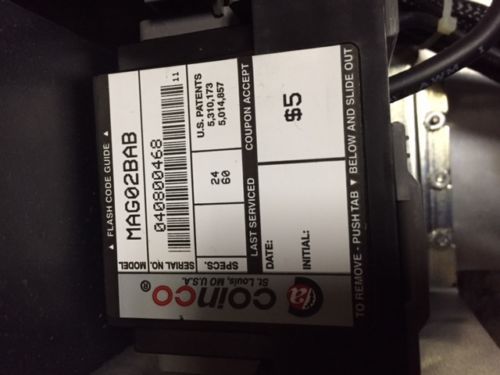 ▲ FLASH CODE GUIDE ▲
MODEL MAG02BAB
SERIAL NO. 040800468 11
SPECS. 24 60
U.S. PATENTS
5,310,173
5,014,857
LAST SERVICED
COUPON ACCEPT
DATE:
INITIAL:
$5
coinco®
St. Louis, MO U.S.A.
TO REMOVE - PUSH TAB ▼ BELOW AND SLIDE OUT